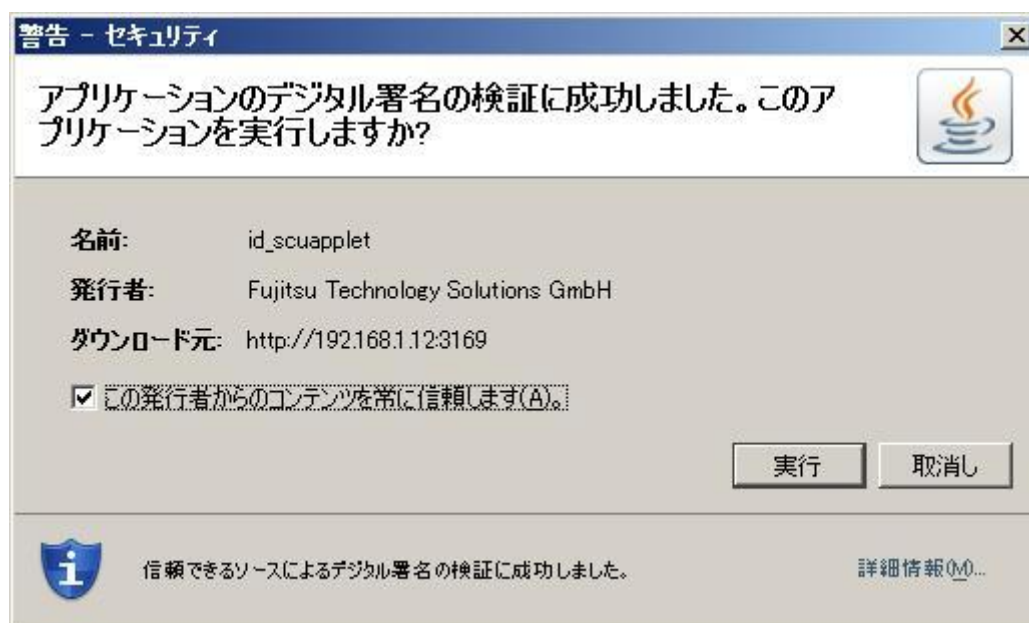 警告 - セキュリティ
アプリケーションのデジタル署名の検証に成功しました。このア
プリケーションを実行しますか?
名前: id_scuapplet
発行者: Fujitsu Technology Solutions GmbH
ダウンロード元: http://192.168.1.12:3169
この発行者からのコンテンツを常に信頼します(A)。
実行 取消し
信頼できるソースによるデジタル署名の検証に成功しました。 詳細情報(M)...